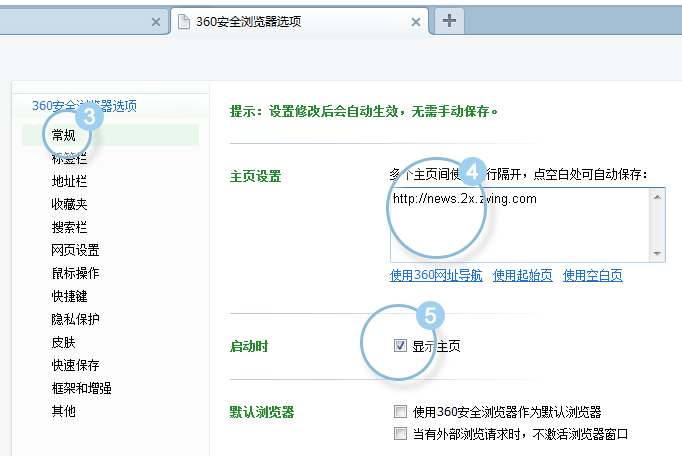 360安全浏览器选项
360安全浏览器选项
3
常规
标签栏
地址栏
收藏夹
搜索栏
网页设置
鼠标操作
快捷键
隐私保护
皮肤
快速保存
框架和增强
其他
提示：设置修改后会自动生效，无需手动保存。
主页设置
4
多个主页间使 行隔开，点空白处可自动保存：
http://news.2x.zwing.com
使用360网址导航 使用起始页 使用空白页
5
启动时
显示主页
默认浏览器
使用360安全浏览器作为默认浏览器
当有外部浏览请求时，不激活浏览器窗口